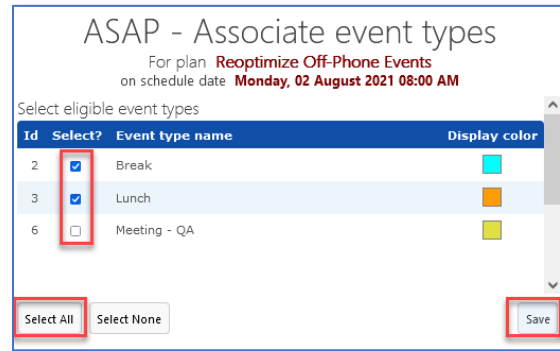 ASAP - Associate event types
For plan Reoptimize Off-Phone Events
on schedule date Monday, 02 August 2021 08:00 AM
Select eligible event types
Id Select? Event type name Display color
2 Break
3 Lunch
6 Meeting - QA
Select All Select None Save